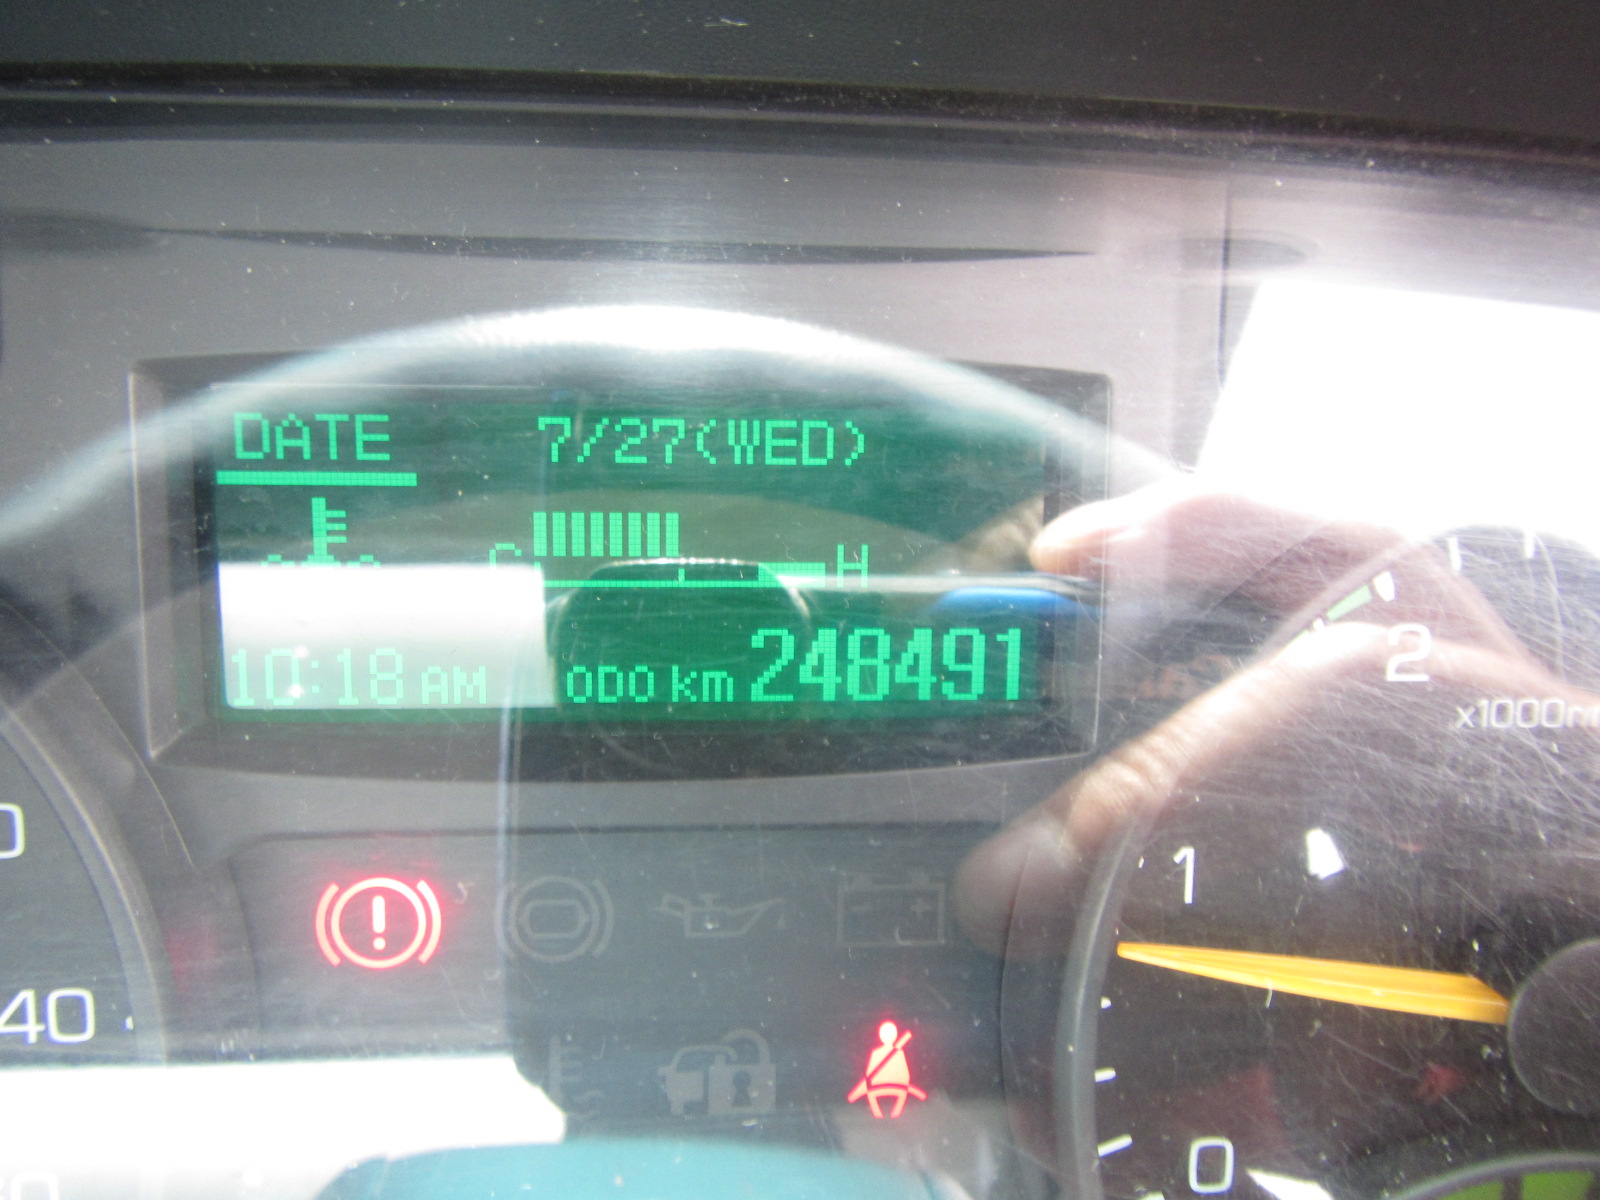 DATE 7/27(WED)
C H
10:18 AM ODO km 248491
2
x1000r
1
40
0